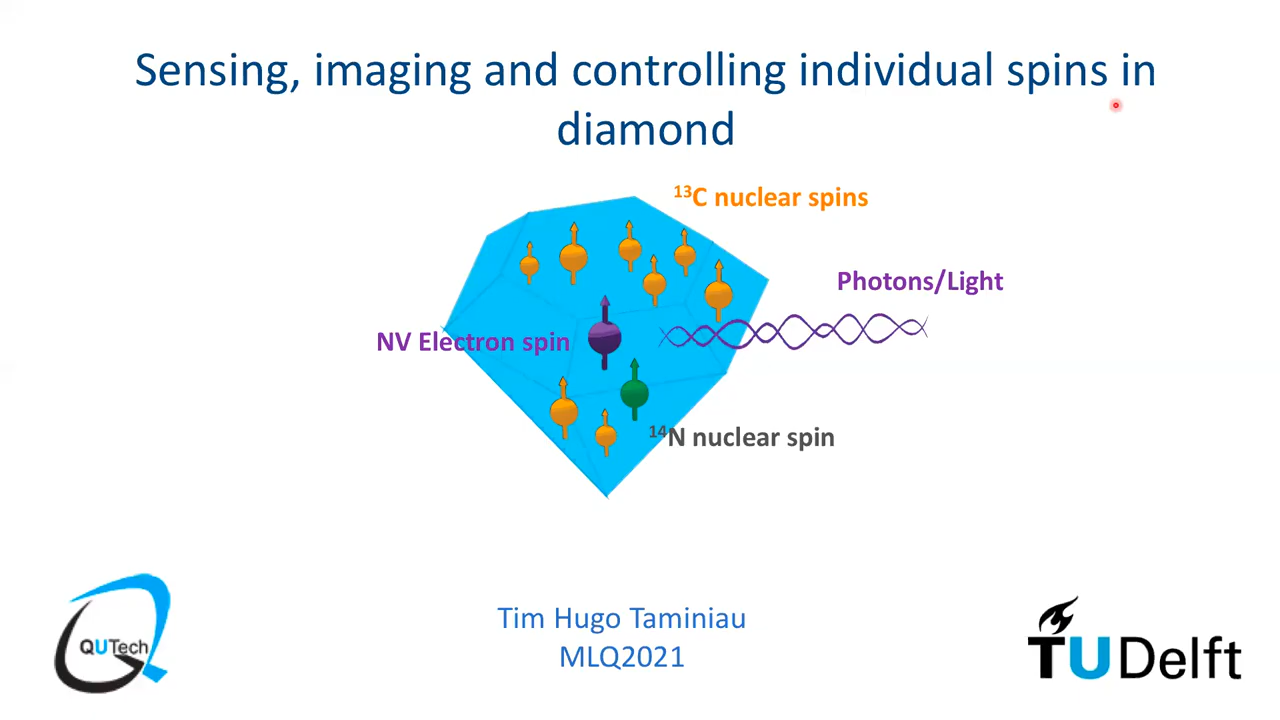 Sensing, imaging and controlling individual spins in
diamond
¹³C nuclear spins
Photons/Light
NV Electron spin
¹⁴N nuclear spin
Tim Hugo Taminiau
MLQ2021
QUTech
TUDelft